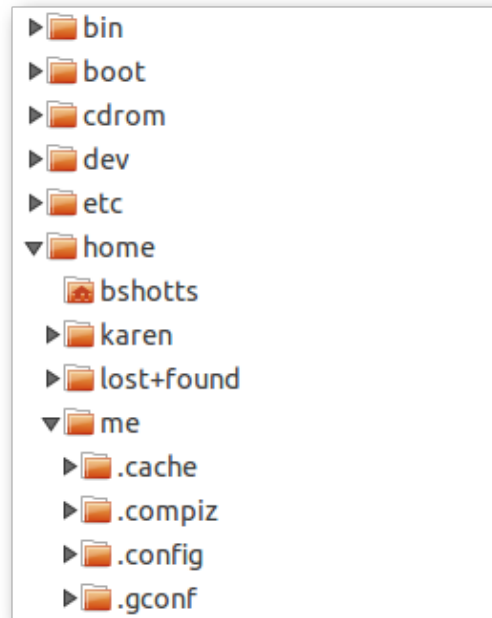 bin
boot
cdrom
dev
etc
home
bshotts
karen
lost+found
me
.cache
.compiz
.config
.gconf